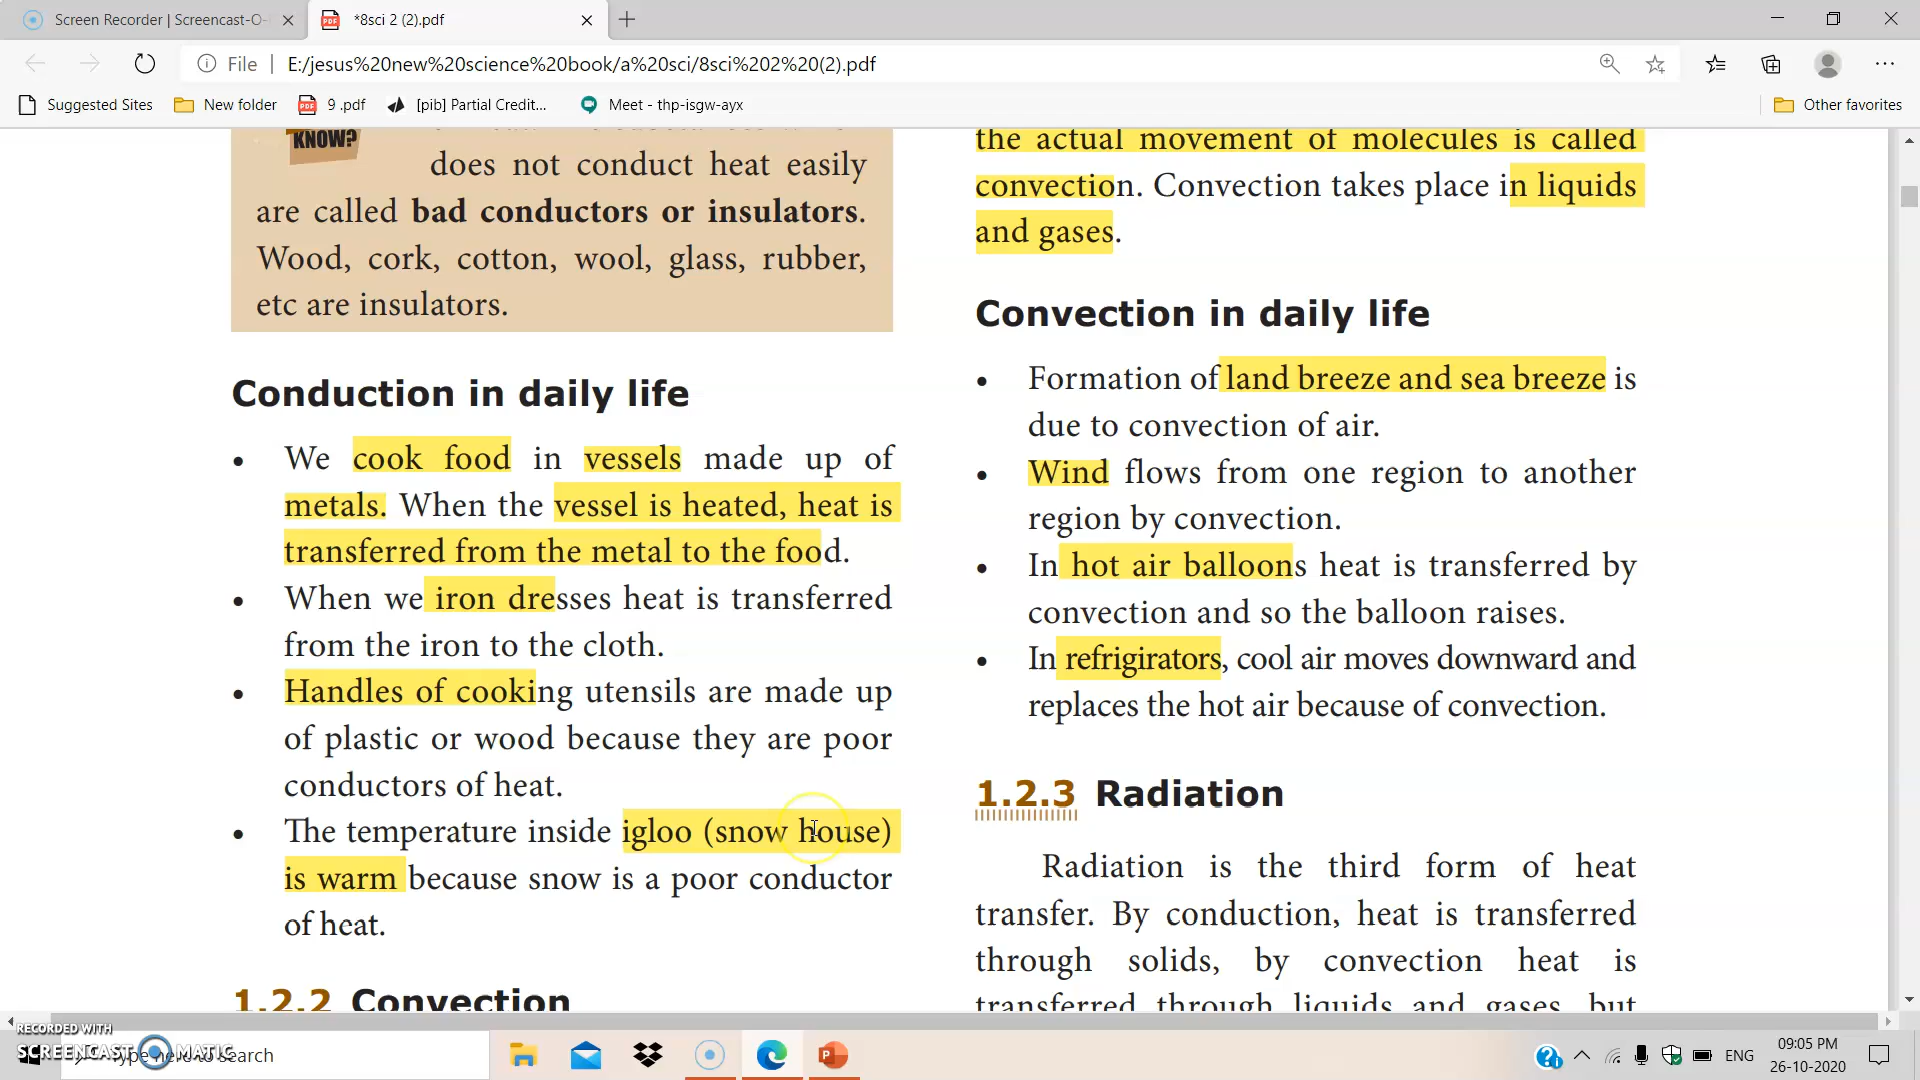 Screen Recorder | Screencast-O-
*8sci 2 (2).pdf
File
E:/jesus%20new%20science%20book/a%20sci/8sci%202%20(2).pdf
Suggested Sites
New folder
9 .pdf
[pib] Partial Credit...
Meet - thp-isgw-ayx
Other favorites
KNOW?
does not conduct heat easily
are called bad conductors or insulators.
Wood, cork, cotton, wool, glass, rubber,
etc are insulators.
Conduction in daily life
• We cook food in vessels made up of
metals. When the vessel is heated, heat is
transferred from the metal to the food.
• When we iron dresses heat is transferred
from the iron to the cloth.
• Handles of cooking utensils are made up
of plastic or wood because they are poor
conductors of heat.
• The temperature inside igloo (snow house)
is warm because snow is a poor conductor
of heat.
1.2.2 Convection
the actual movement of molecules is called
convection. Convection takes place in liquids
and gases.
Convection in daily life
• Formation of land breeze and sea breeze is
due to convection of air.
• Wind flows from one region to another
region by convection.
• In hot air balloons heat is transferred by
convection and so the balloon raises.
• In refrigirators, cool air moves downward and
replaces the hot air because of convection.
1.2.3 Radiation
Radiation is the third form of heat
transfer. By conduction, heat is transferred
through solids, by convection heat is
transferred through liquids and gases, but
RECORDED WITH
SCREENCAST MATIC
Type here to search
ENG
09:05 PM
26-10-2020